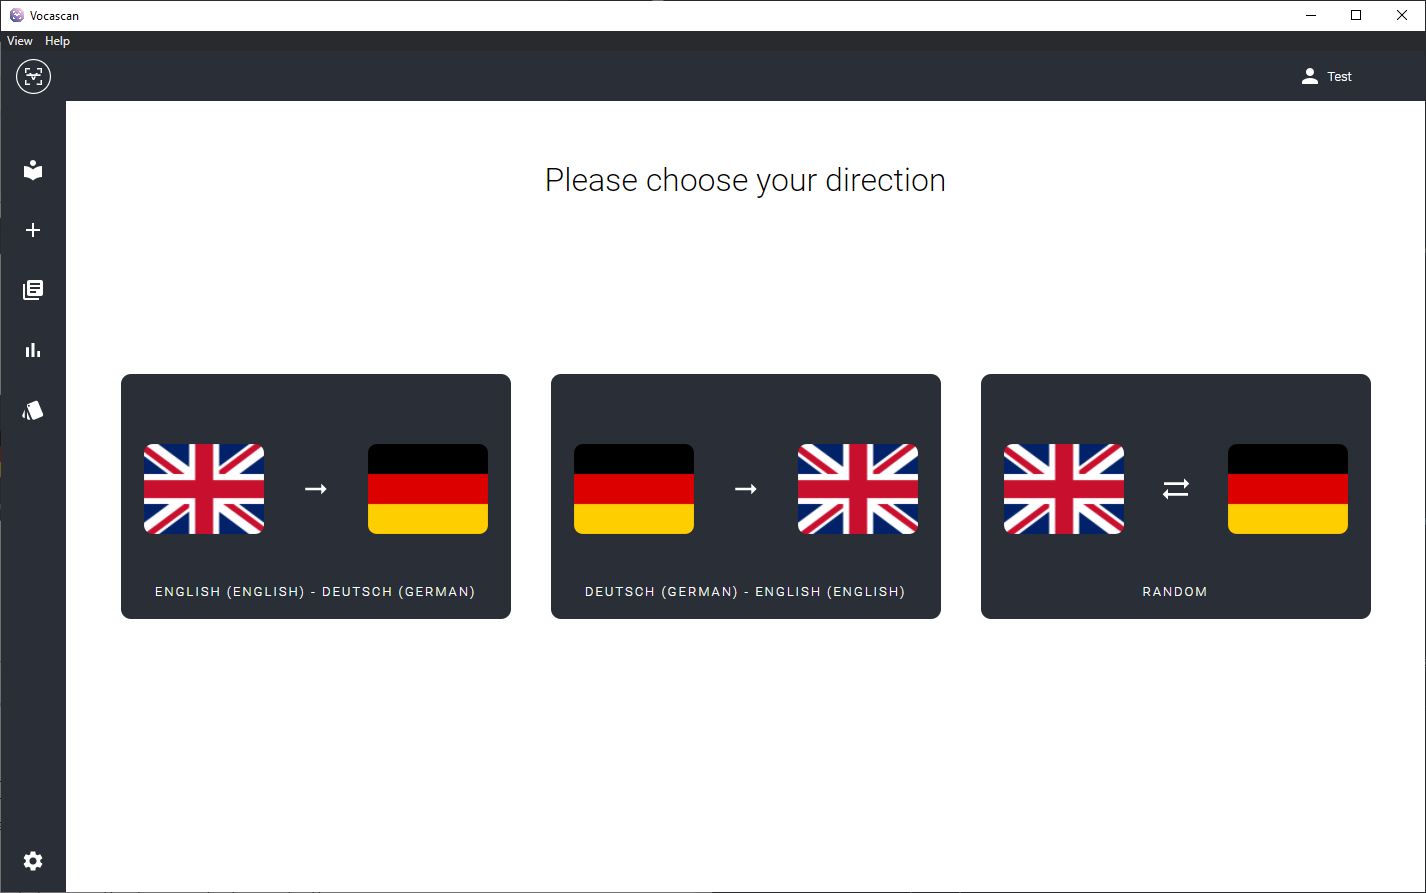 Vocascan
View Help
Test
Please choose your direction
ENGLISH (ENGLISH) - DEUTSCH (GERMAN)
DEUTSCH (GERMAN) - ENGLISH (ENGLISH)
RANDOM